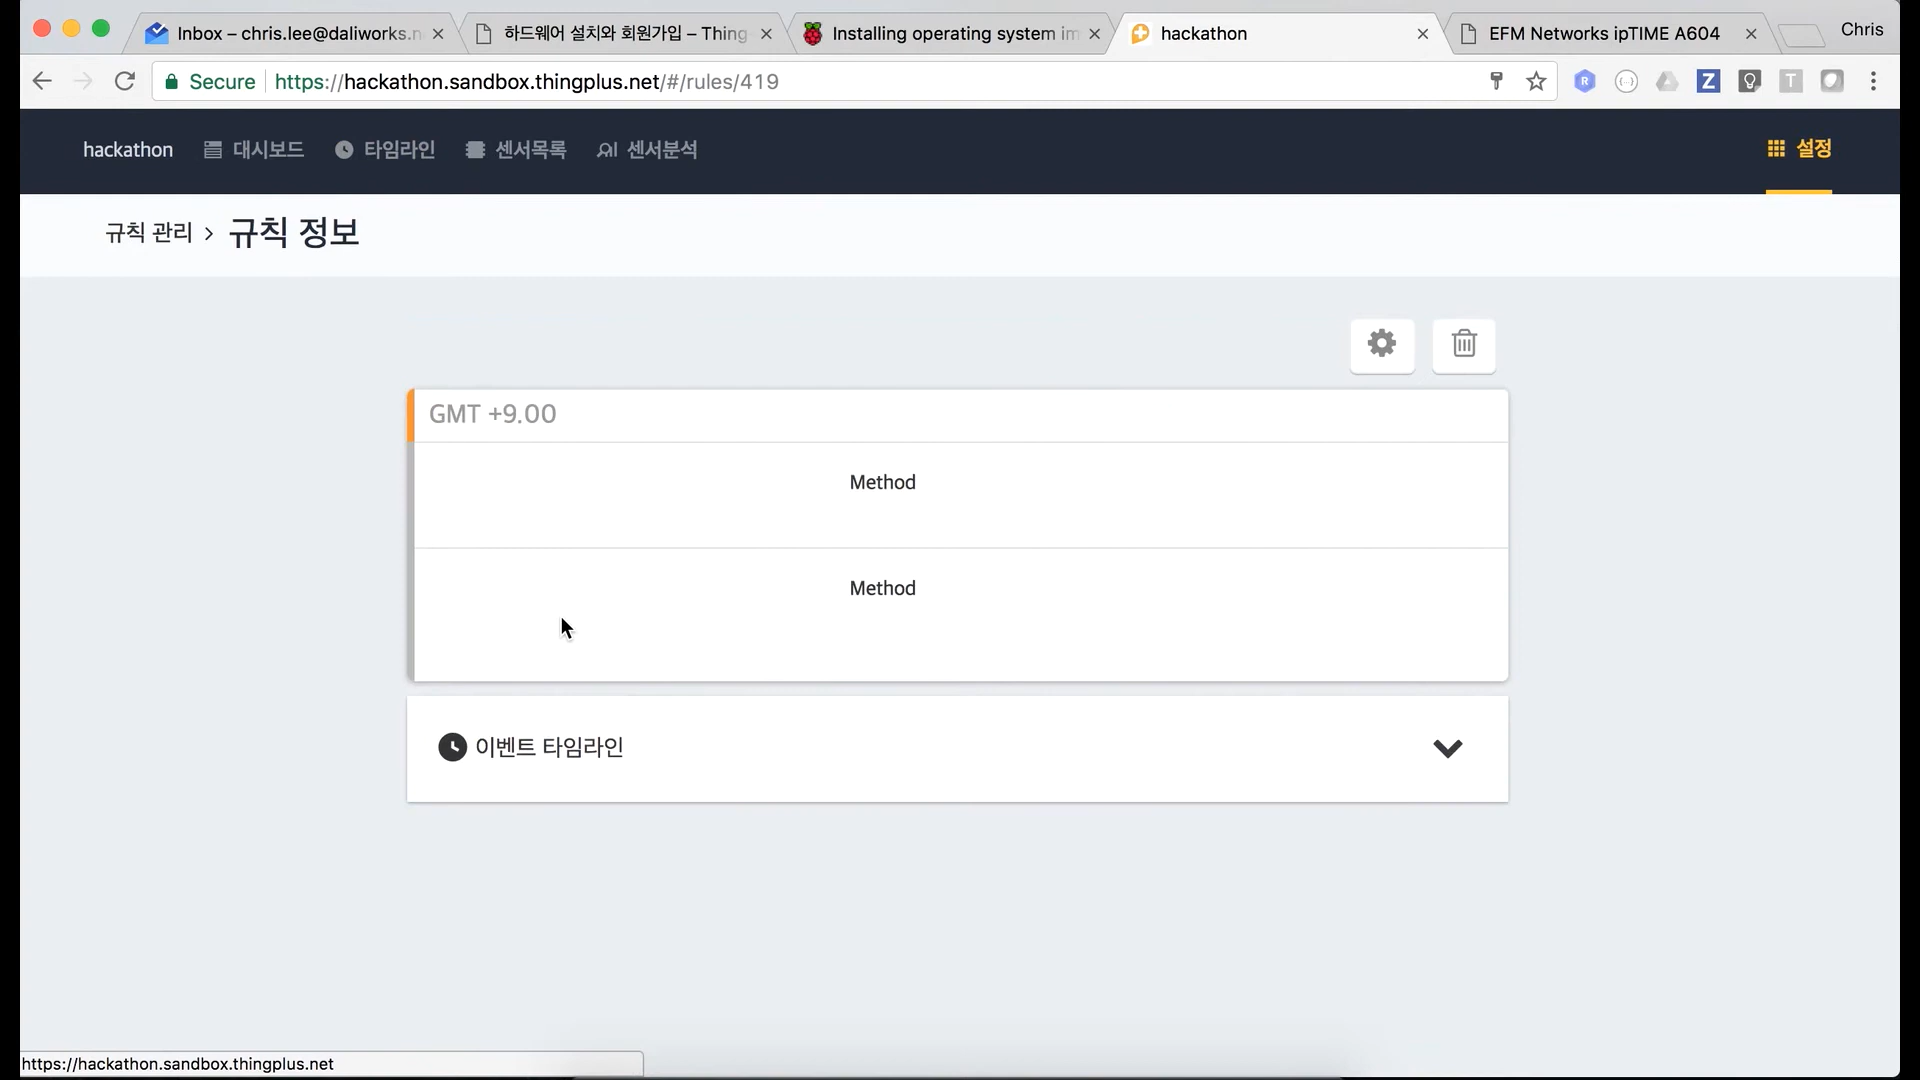 Inbox – chris.lee@daliworks.n
하드웨어 설치와 회원가입 – Thing
Installing operating system im
hackathon
EFM Networks ipTIME A604
Chris
Secure
https://hackathon.sandbox.thingplus.net/#/rules/419
hackathon
대시보드
타임라인
센서목록
센서분석
설정
규칙 관리 > 규칙 정보
GMT +9.00
Method
Method
이벤트 타임라인
https://hackathon.sandbox.thingplus.net